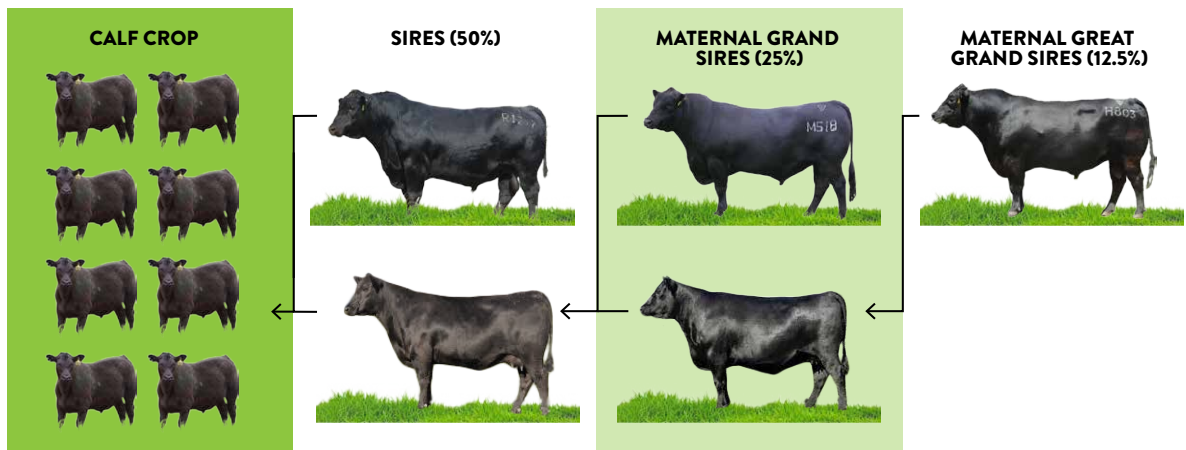 CALF CROP
SIRES (50%)
MATERNAL GRAND
SIRES (25%)
MATERNAL GREAT
GRAND SIRES (12.5%)
M518
H803